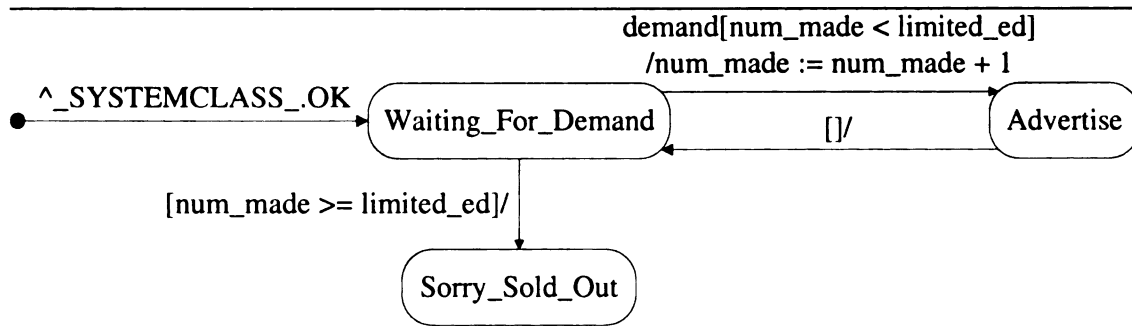 demand[num_made < limited_ed]
/num_made := num_made + 1
^_SYSTEMCLASS_.OK
Waiting_For_Demand
[]/
Advertise
[num_made >= limited_ed]/
Sorry_Sold_Out